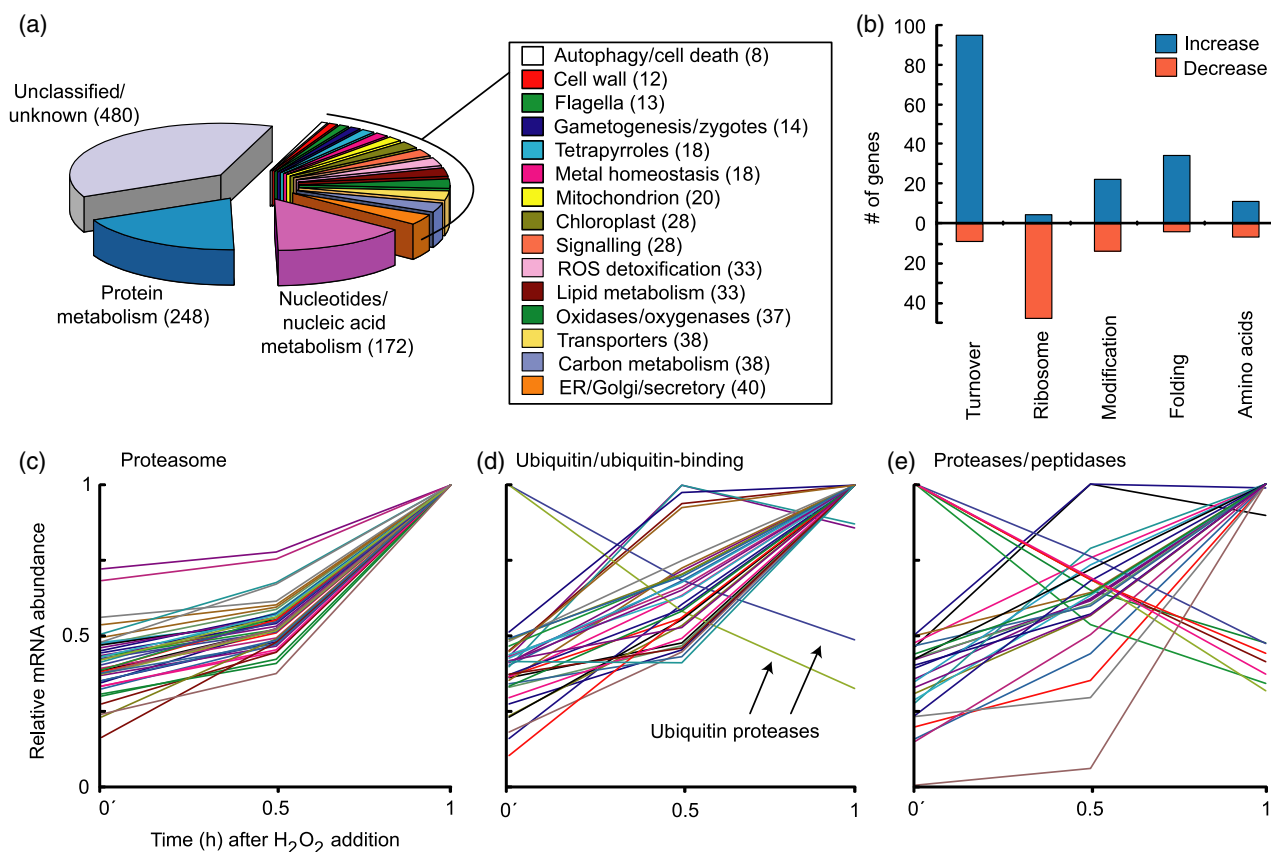 (a)
Unclassified/
unknown (480)
Protein
metabolism (248)
Nucleotides/
nucleic acid
metabolism (172)
Autophagy/cell death (8)
Cell wall (12)
Flagella (13)
Gametogenesis/zygotes (14)
Tetrapyrroles (18)
Metal homestasis (18)
Mitochondrion (20)
Chloroplast (28)
Signalling (28)
ROS detoxification (33)
Lipid metabolism (33)
Oxidases/oxygenases (37)
Transporters (38)
Carbon metabolism (38)
ER/Golgi/secretory (40)
(b)
Increase
Decrease
# of genes
100
80
60
40
20
0
20
40
Turnover
Ribosome
Modification
Folding
Amino acids
(c) Proteasome
Relative mRNA abundance
1
0.5
0
0´ 0.5 1
Time (h) after H₂O₂ addition
(d) Ubiquitin/ubiquitin-binding
Ubiquitin proteases
0´ 0.5 1
(e) Proteases/peptidases
0´ 0.5 1